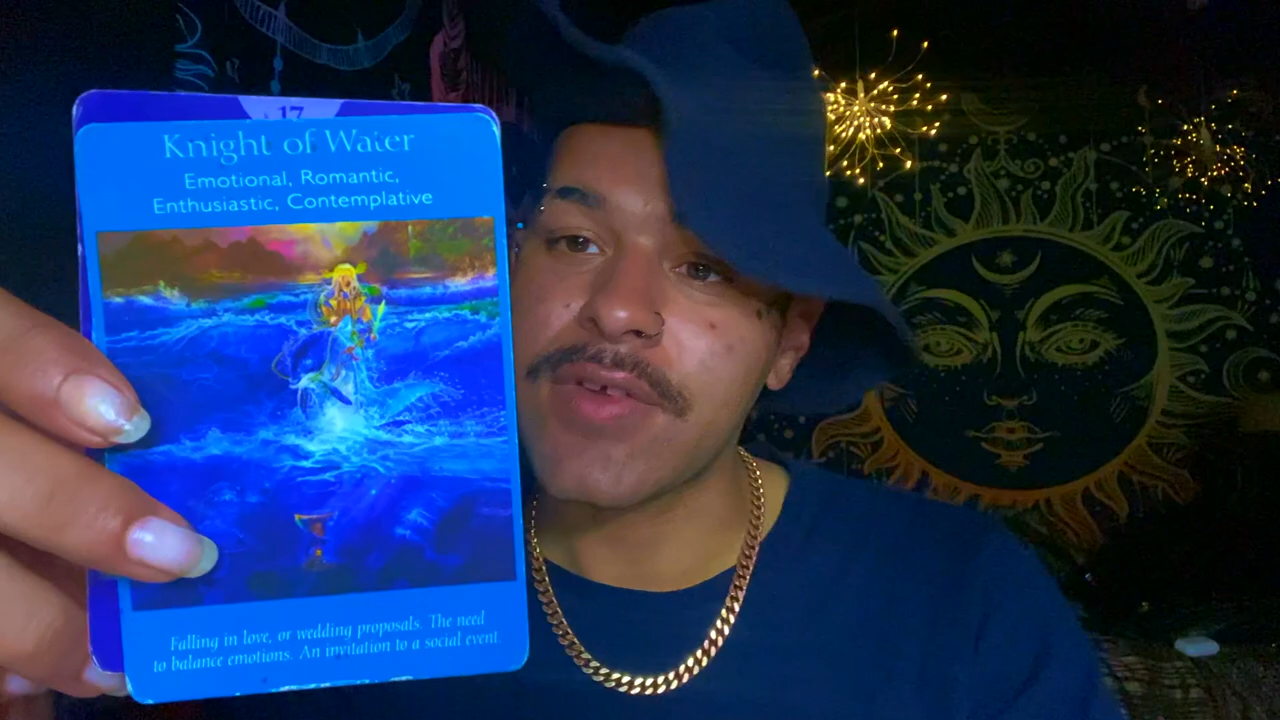 17
Knight of Water
Emotional, Romantic,
Enthusiastic, Contemplative
Falling in love, or wedding proposals. The need
to balance emotions. An invitation to a social event.